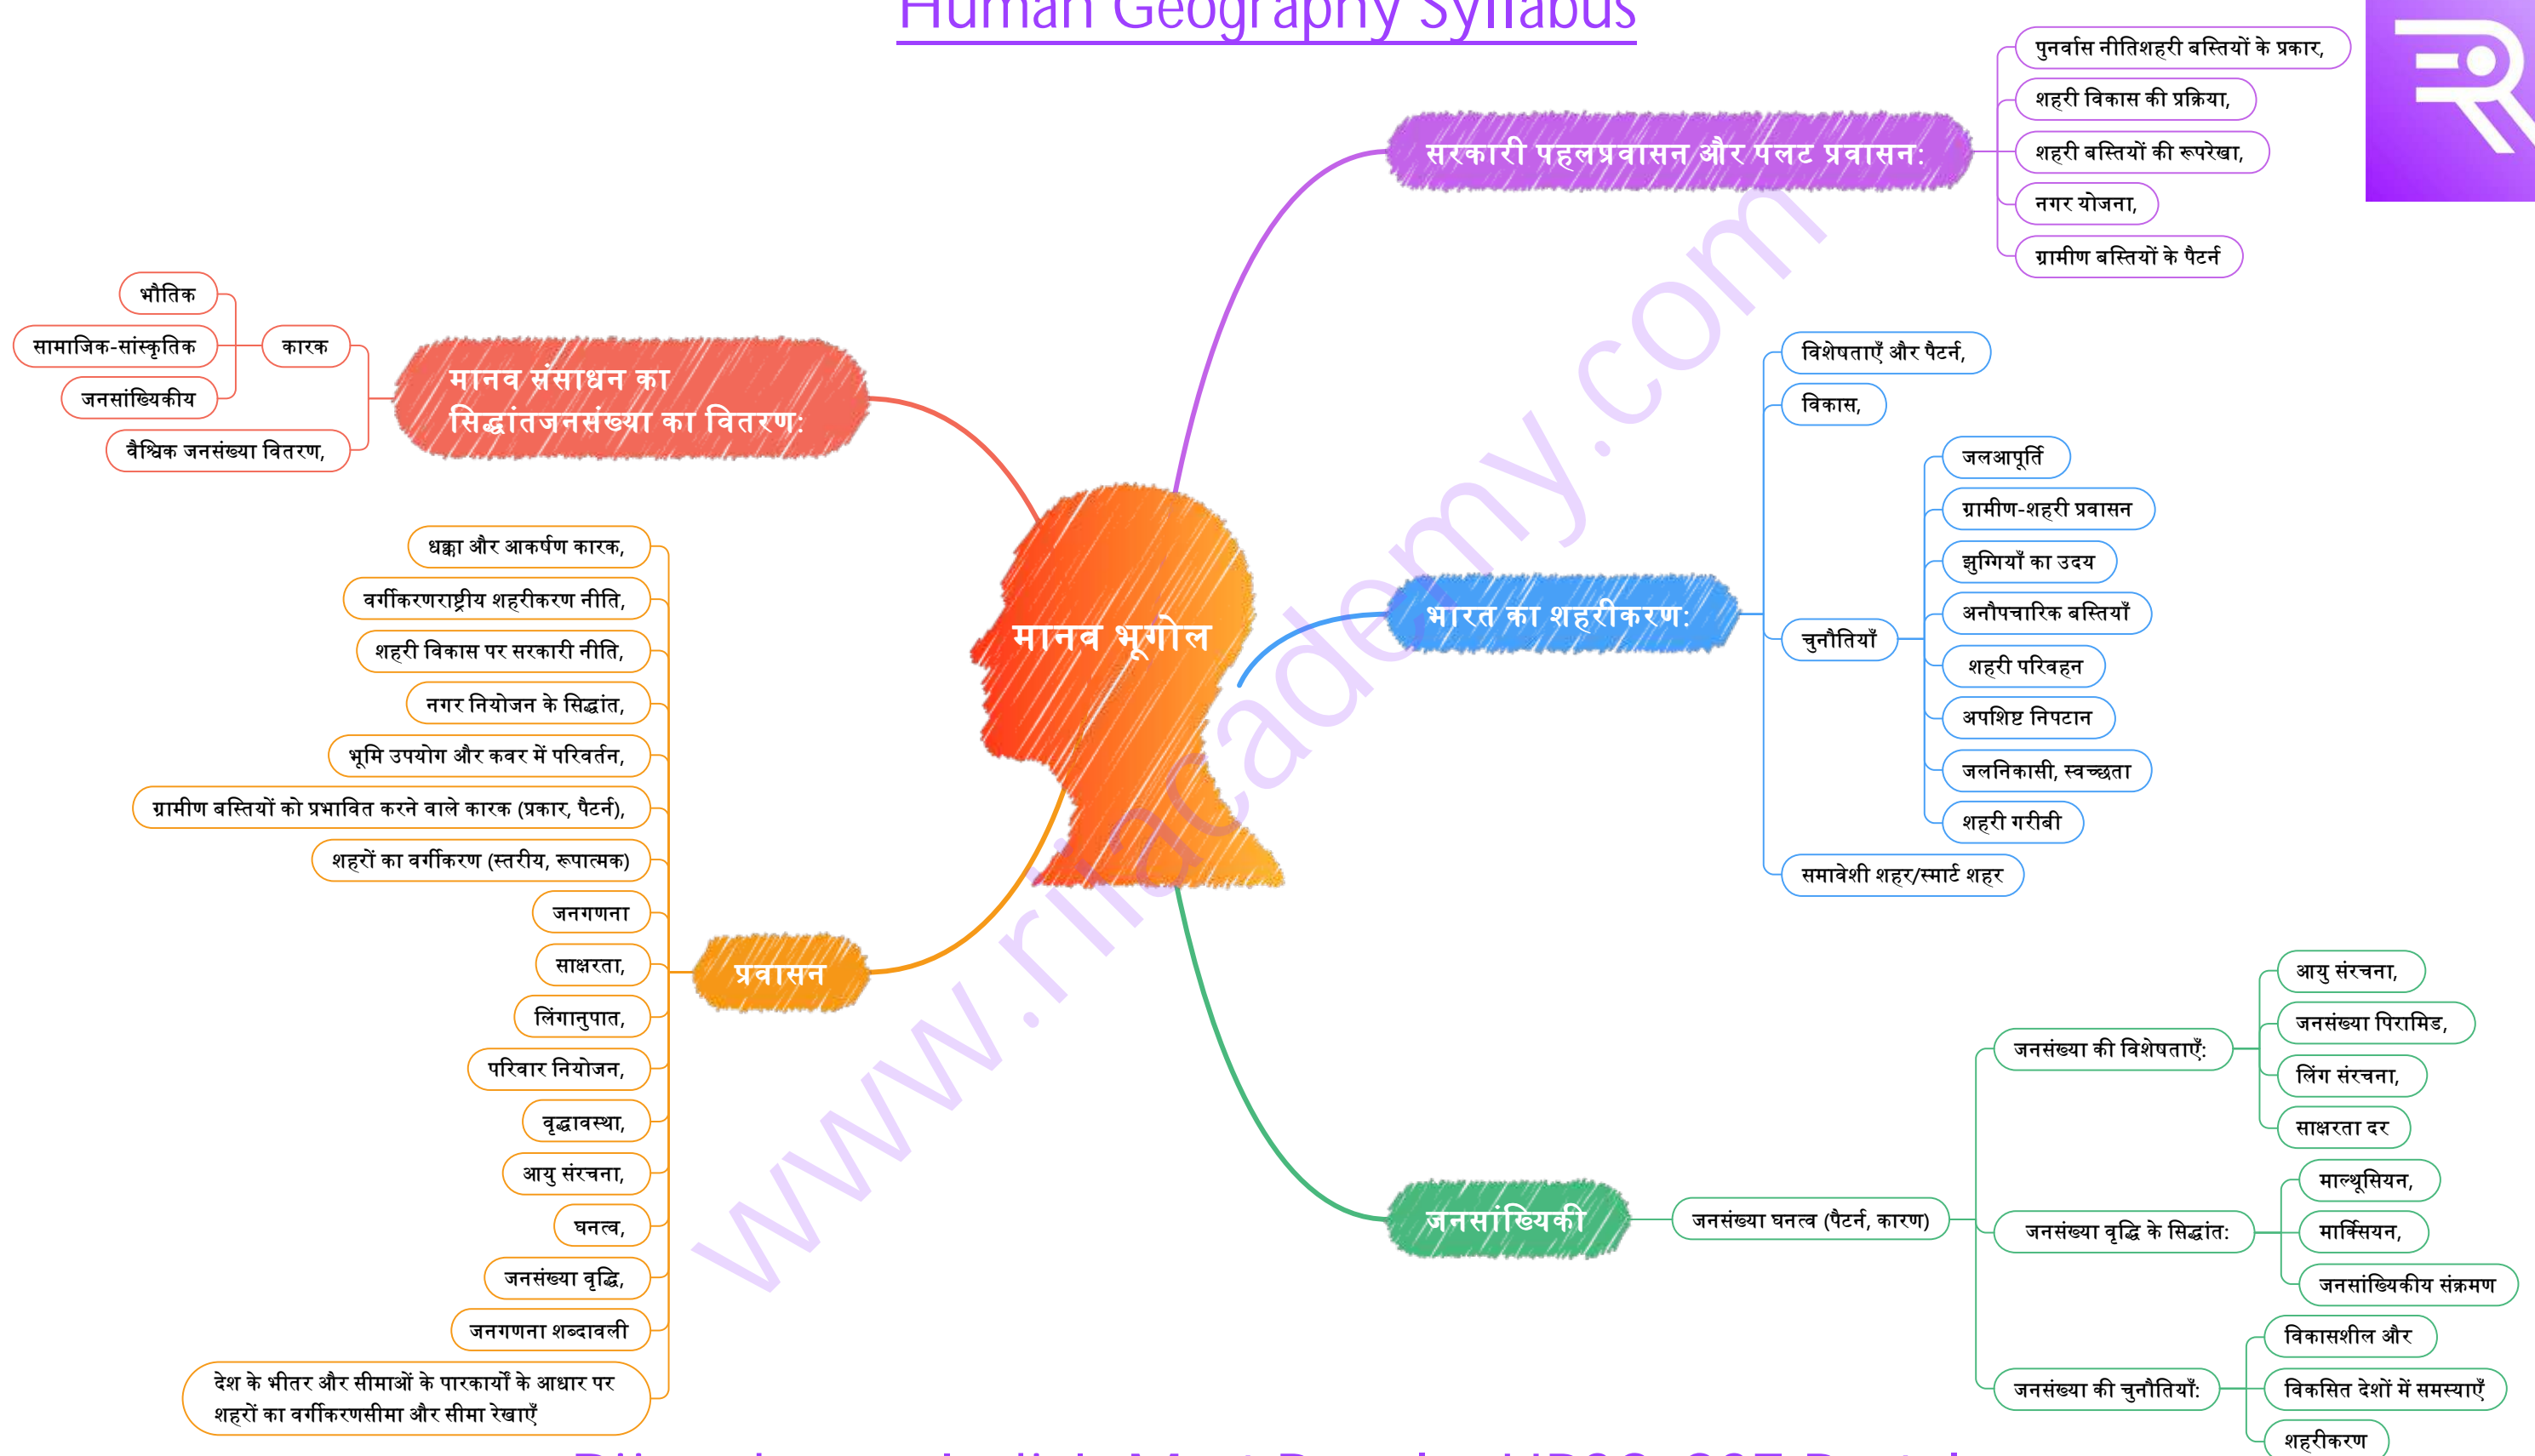 Human Geography Syllabus
पुनर्वास नीतिशहरी बस्तियों के प्रकार,
शहरी विकास की प्रक्रिया,
सरकारी पहलप्रवासन और पलट प्रवासन:
शहरी बस्तियों की रूपरेखा,
नगर योजना,
ग्रामीण बस्तियों के पैटर्न
भौतिक
सामाजिक-सांस्कृतिक
कारक
जनसांख्यिकीय
वैश्विक जनसंख्या वितरण,
मानव संसाधन का
सिद्धांतजनसंख्या का वितरण:
विशेषताएँ और पैटर्न,
विकास,
जलआपूर्ति
ग्रामीण-शहरी प्रवासन
झुग्गियाँ का उदय
अनौपचारिक बस्तियाँ
भारत का शहरीकरण:
चुनौतियाँ
शहरी परिवहन
अपशिष्ट निपटान
जलनिकासी, स्वच्छता
शहरी गरीबी
समावेशी शहर/स्मार्ट शहर
मानव भूगोल
धक्का और आकर्षण कारक,
वर्गीकरणराष्ट्रीय शहरीकरण नीति,
शहरी विकास पर सरकारी नीति,
नगर नियोजन के सिद्धांत,
भूमि उपयोग और कवर में परिवर्तन,
ग्रामीण बस्तियों को प्रभावित करने वाले कारक (प्रकार, पैटर्न),
शहरों का वर्गीकरण (स्तरीय, रूपात्मक)
जनगणना
साक्षरता,
प्रवासन
लिंगानुपात,
परिवार नियोजन,
वृद्धावस्था,
आयु संरचना,
घनत्व,
जनसंख्या वृद्धि,
जनगणना शब्दावली
देश के भीतर और सीमाओं के पारकार्यों के आधार पर
शहरों का वर्गीकरणसीमा और सीमा रेखाएँ
आयु संरचना,
जनसंख्या पिरामिड,
जनसंख्या की विशेषताएँ:
लिंग संरचना,
साक्षरता दर
माल्थूसियन,
जनसांख्यिकी
जनसंख्या घनत्व (पैटर्न, कारण)
जनसंख्या वृद्धि के सिद्धांत:
मार्क्सियन,
जनसांख्यिकीय संक्रमण
विकासशील और
जनसंख्या की चुनौतियाँ:
विकसित देशों में समस्याएँ
शहरीकरण
www.rijacademy.com